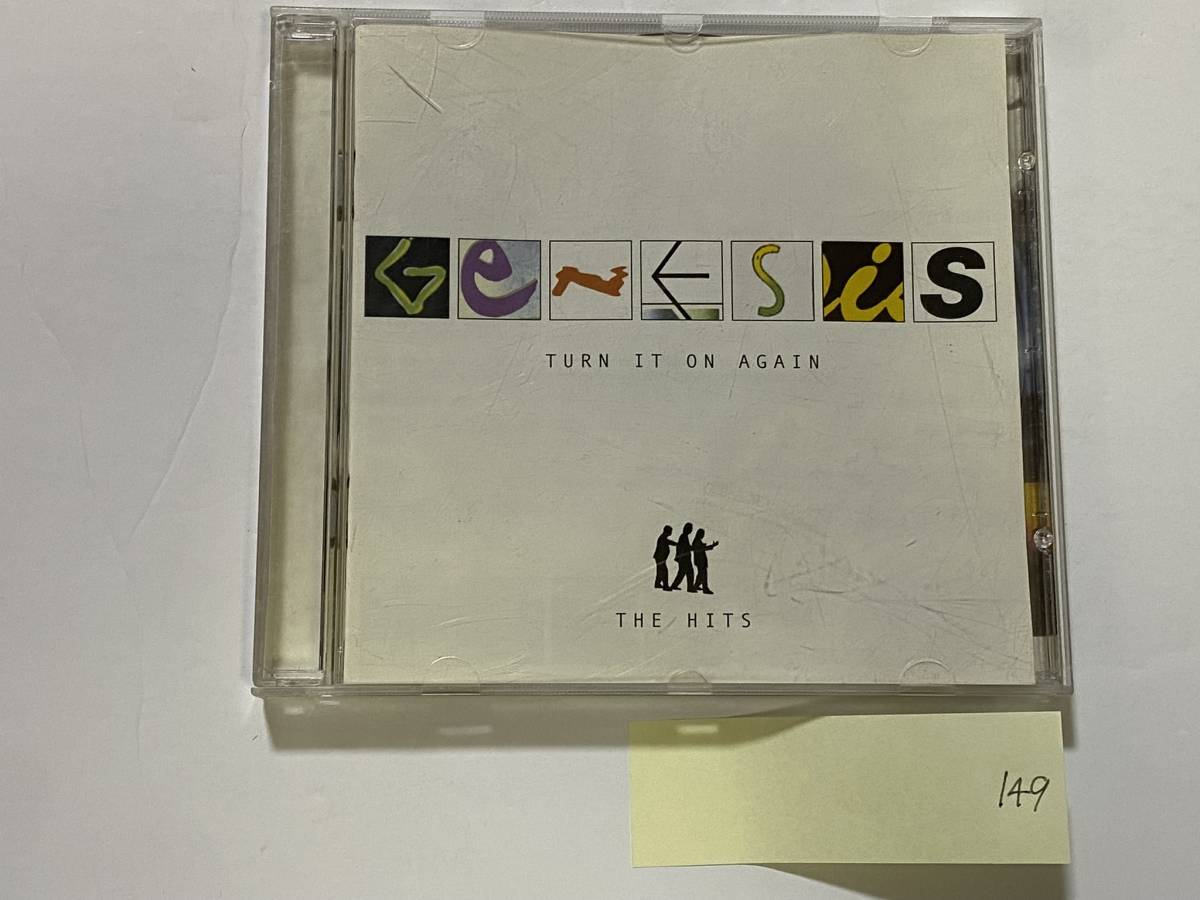 Genesis
TURN IT ON AGAIN
THE HITS
149